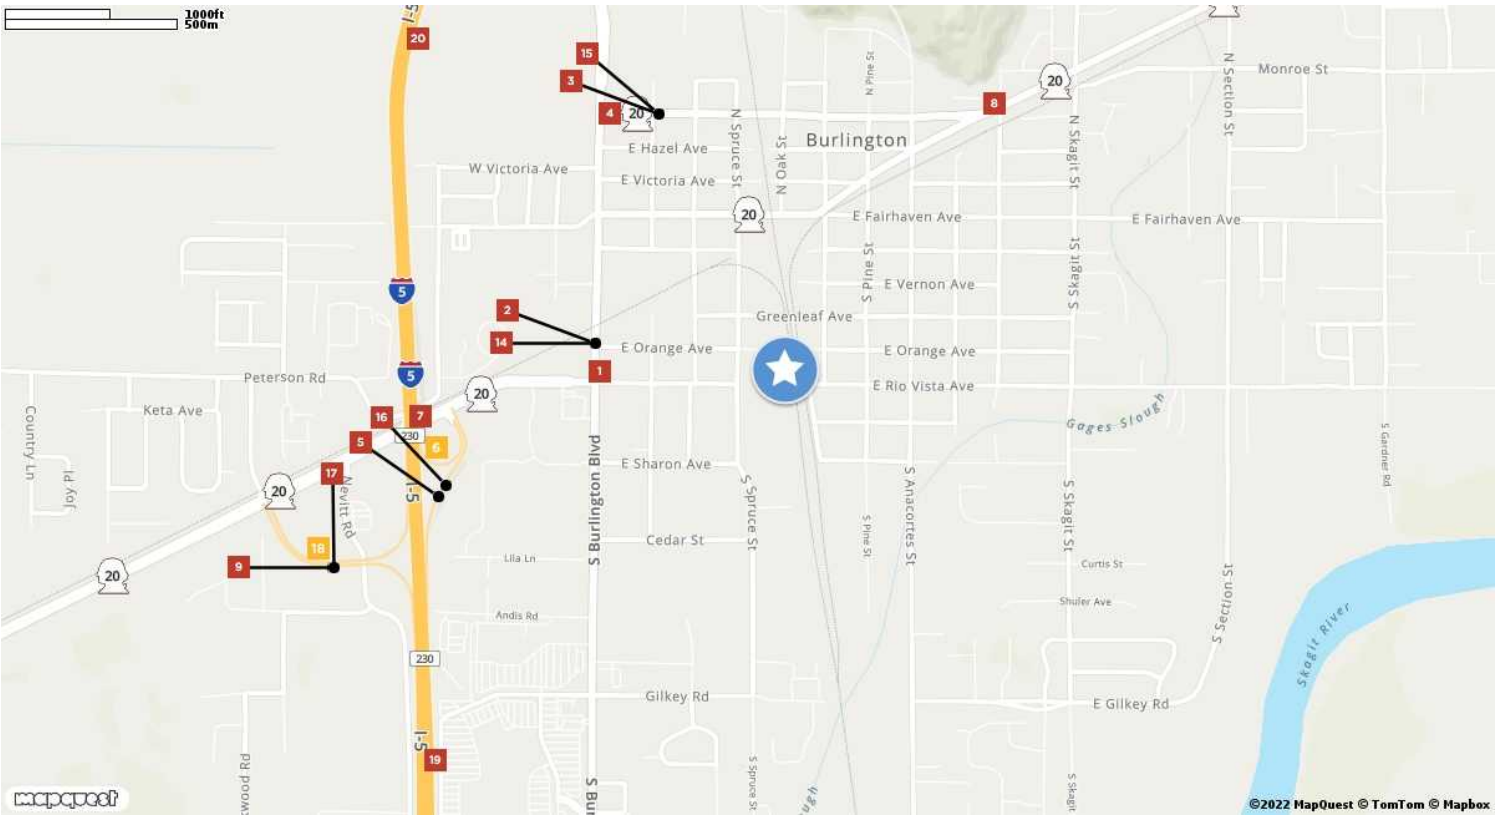 1000ft
500m
I-5
20
15
3
4
20
8
20
N Pine St
Monroe St
N Section St
N Spruce St
N Oak St
N Skagit St
Burlington
E Hazel Ave
W Victoria Ave
E Victoria Ave
20
E Fairhaven Ave
E Fairhaven Ave
S Pine St
S Skagit St
5
E Vernon Ave
2
Greenleaf Ave
14
E Orange Ave
E Orange Ave
1
5
Peterson Rd
20
E Rio Vista Ave
Keta Ave
Country Ln
16
7
230
6
5
Gages Slough
S Gardner Rd
17
Joy Pl
Nevitt Rd
20
I-5
S Burlington Blvd
E Sharon Ave
S Spruce St
S Anacortes St
S Skagit St
S Pine St
18
9
20
Cedar St
Lila Ln
Curtis St
Shuler Ave
S Section St
Andis Rd
Skagit River
230
Gilkey Rd
E Gilkey Rd
I-5
19
kwood Rd
S Bur
S Spruce St
ugh
S Skagit
mapquest
©2022 MapQuest © TomTom © Mapbox